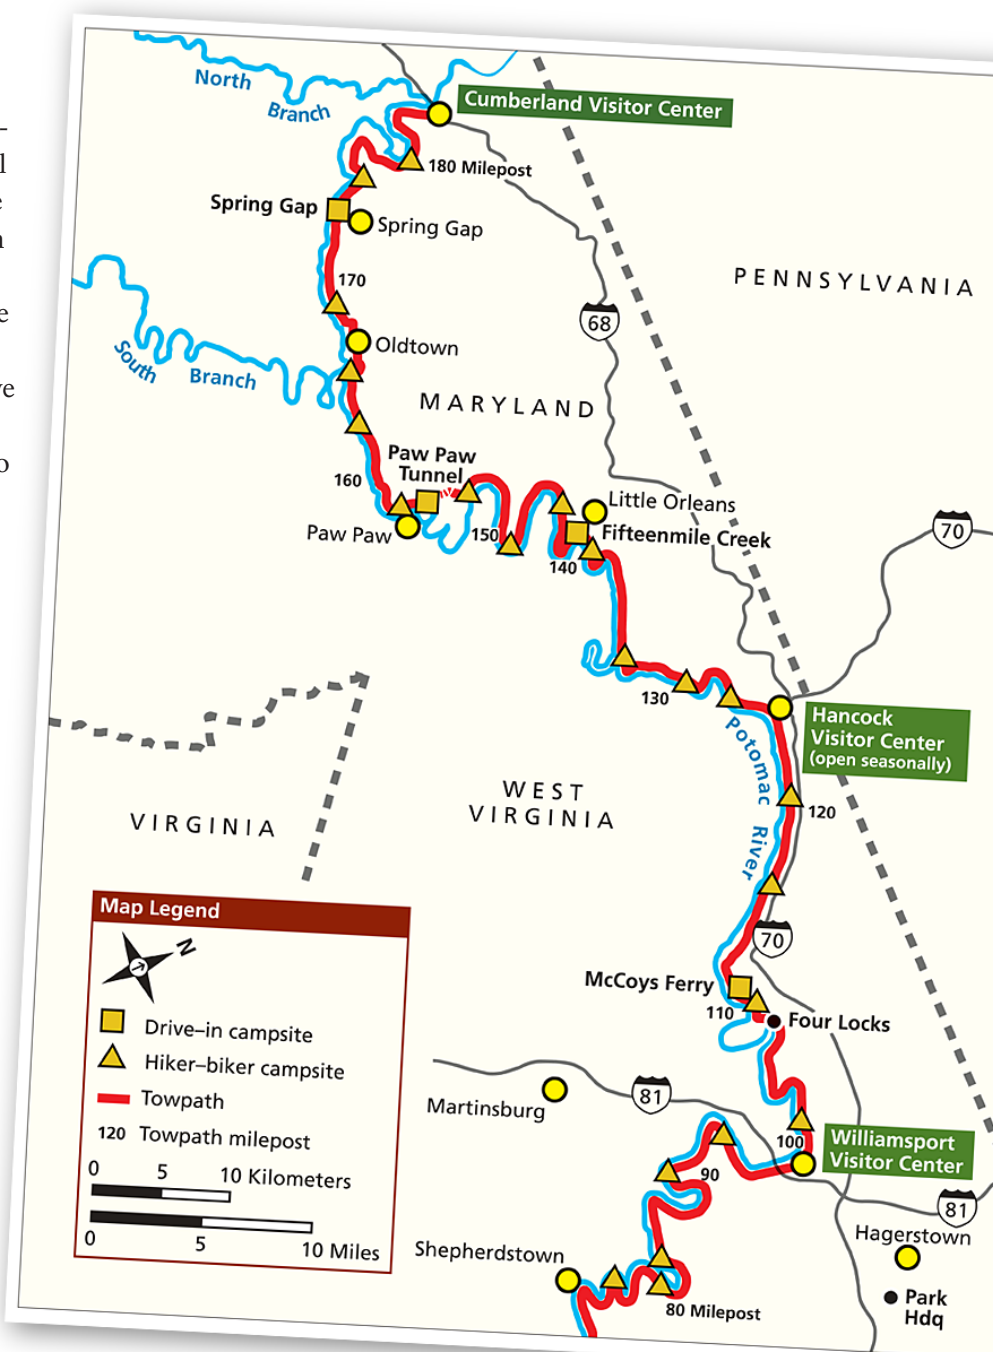 North
Branch
Cumberland Visitor Center
180 Milepost
Spring Gap
Spring Gap
PENNSYLVANIA
170
68
Oldtown
South
Branch
MARYLAND
Paw Paw
Tunnel
160
Little Orleans
Paw Paw
150
Fifteenmile Creek
70
140
130
Hancock
Visitor Center
(open seasonally)
Potomac River
WEST
VIRGINIA
120
VIRGINIA
Map Legend
N
70
McCoys Ferry
110
Four Locks
Drive–in campsite
Hiker–biker campsite
Towpath
120 Towpath milepost
0 5 10 Kilometers
0 5 10 Miles
Martinsburg
81
100
Williamsport
Visitor Center
90
81
Hagerstown
Shepherdstown
80 Milepost
Park
Hdq